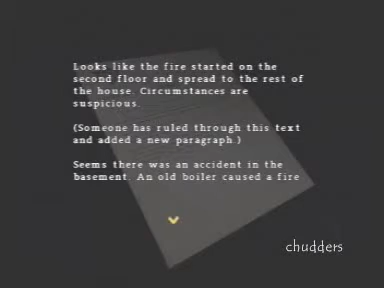 Looks like the fire started on the
second floor and spread to the rest of
the house. Circumstances are
suspicious.
(Someone has ruled through this text
and added a new paragraph.)
Seems there was an accident in the
basement. An old boiler caused a fire
chudders